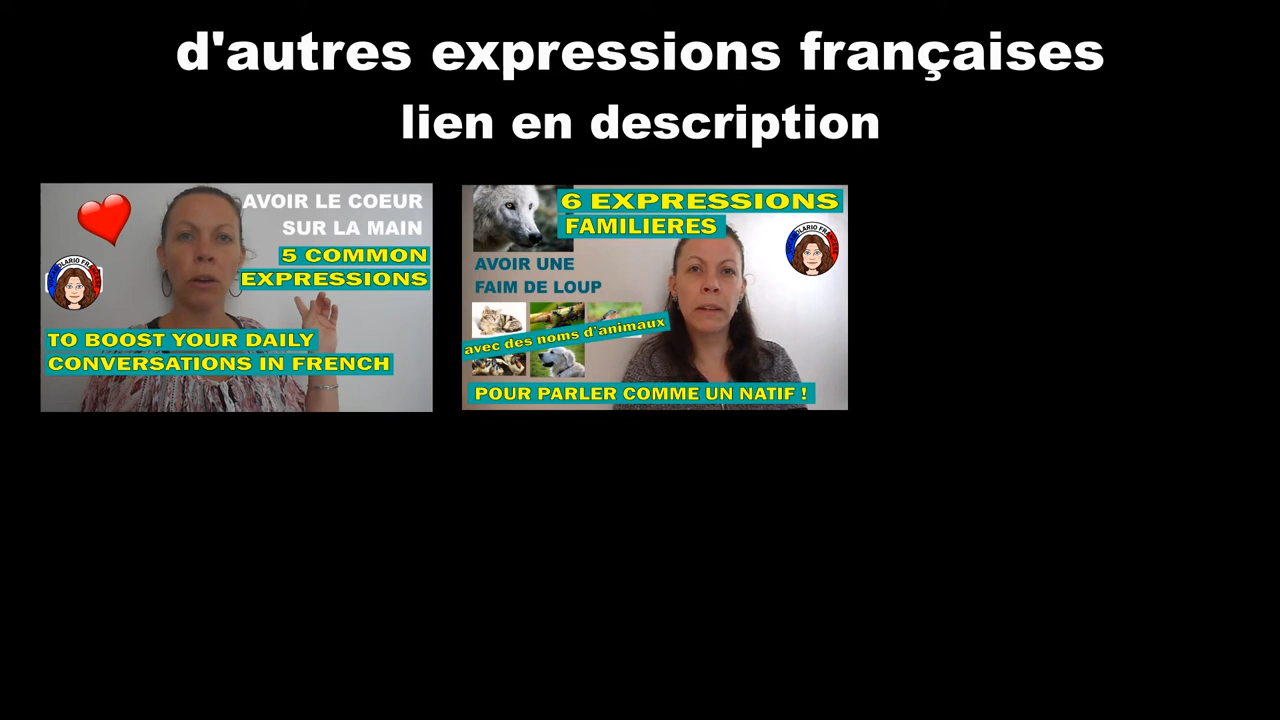 d'autres expressions françaises
lien en description
AVOIR LE COEUR
SUR LA MAIN
5 COMMON
EXPRESSIONS
TO BOOST YOUR DAILY
CONVERSATIONS IN FRENCH
6 EXPRESSIONS
FAMILIERES
AVOIR UNE
FAIM DE LOUP
avec des noms d'animaux
POUR PARLER COMME UN NATIF !